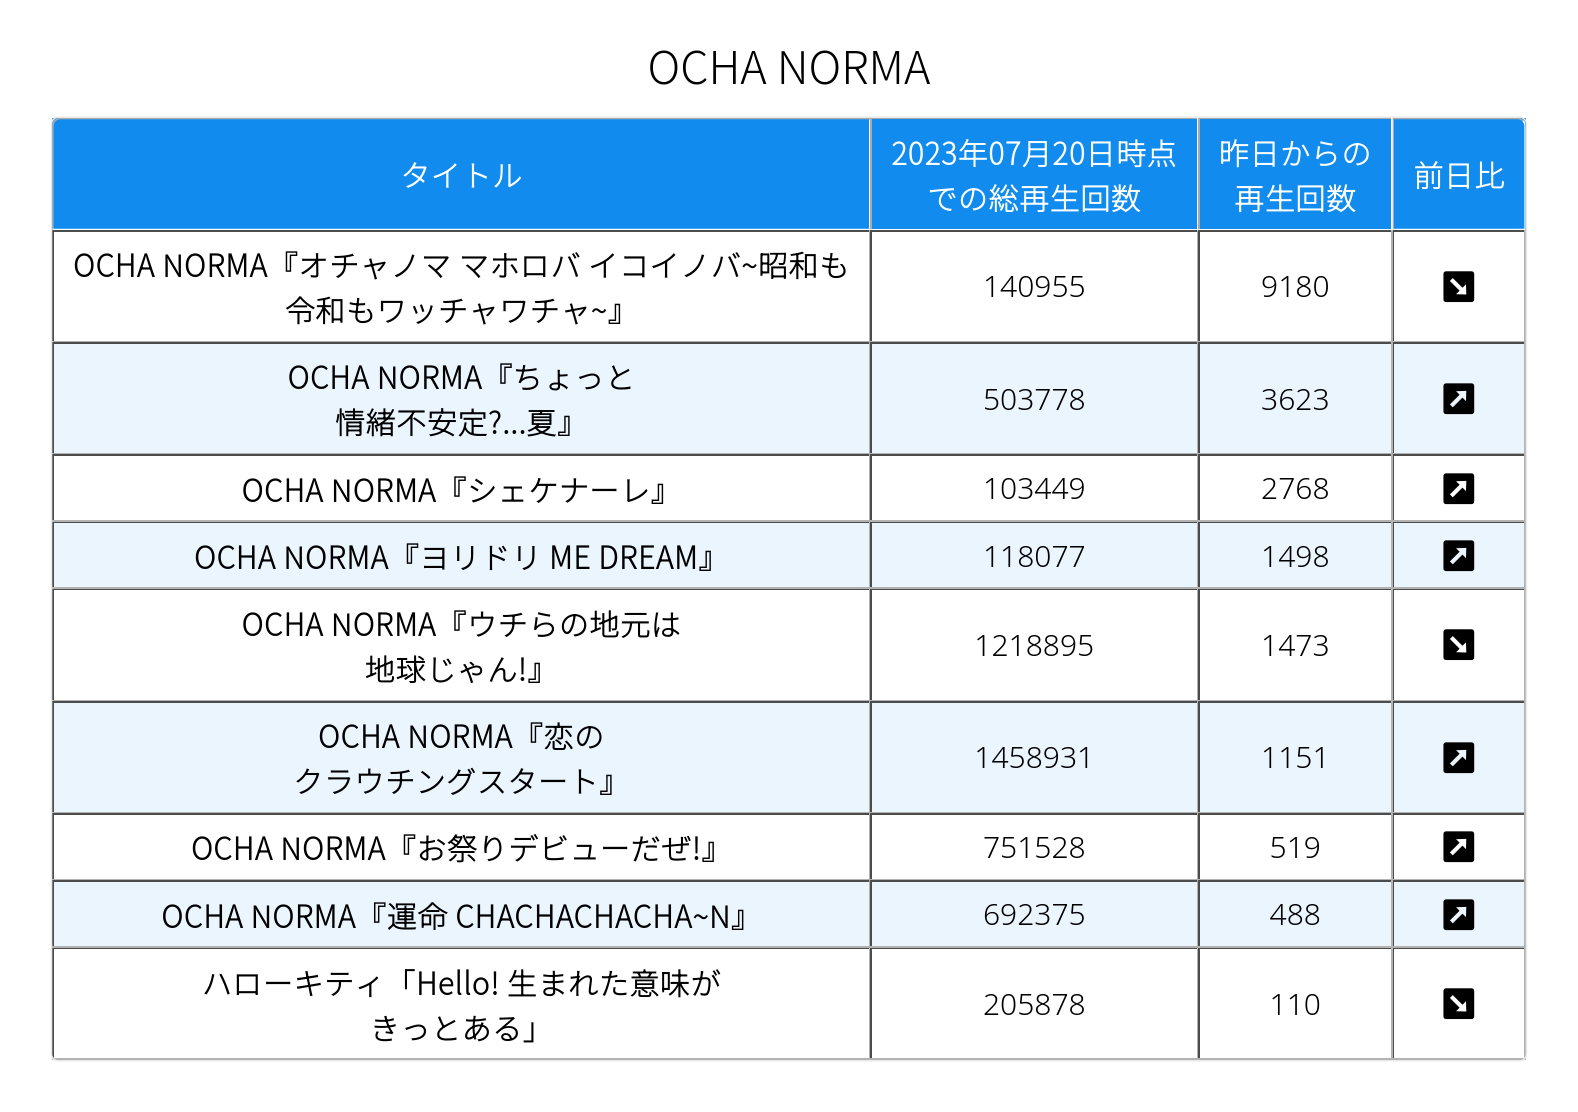 OCHA NORMA
タイトル
2023年07月20日時点
での総再生回数
昨日からの
再生回数
前日比
OCHA NORMA『オチャノマ マホロバ イコイノバ~昭和も
令和もワッチャワチャ~』
140955
9180
OCHA NORMA『ちょっと
情緒不安定?...夏』
503778
3623
OCHA NORMA『シェケナーレ』
103449
2768
OCHA NORMA『ヨリドリ ME DREAM』
118077
1498
OCHA NORMA『ウチらの地元は
地球じゃん!』
1218895
1473
OCHA NORMA『恋の
クラウチングスタート』
1458931
1151
OCHA NORMA『お祭りデビューだぜ!』
751528
519
OCHA NORMA『運命 CHACHACHACHA~N』
692375
488
ハローキティ「Hello! 生まれた意味が
きっとある」
205878
110